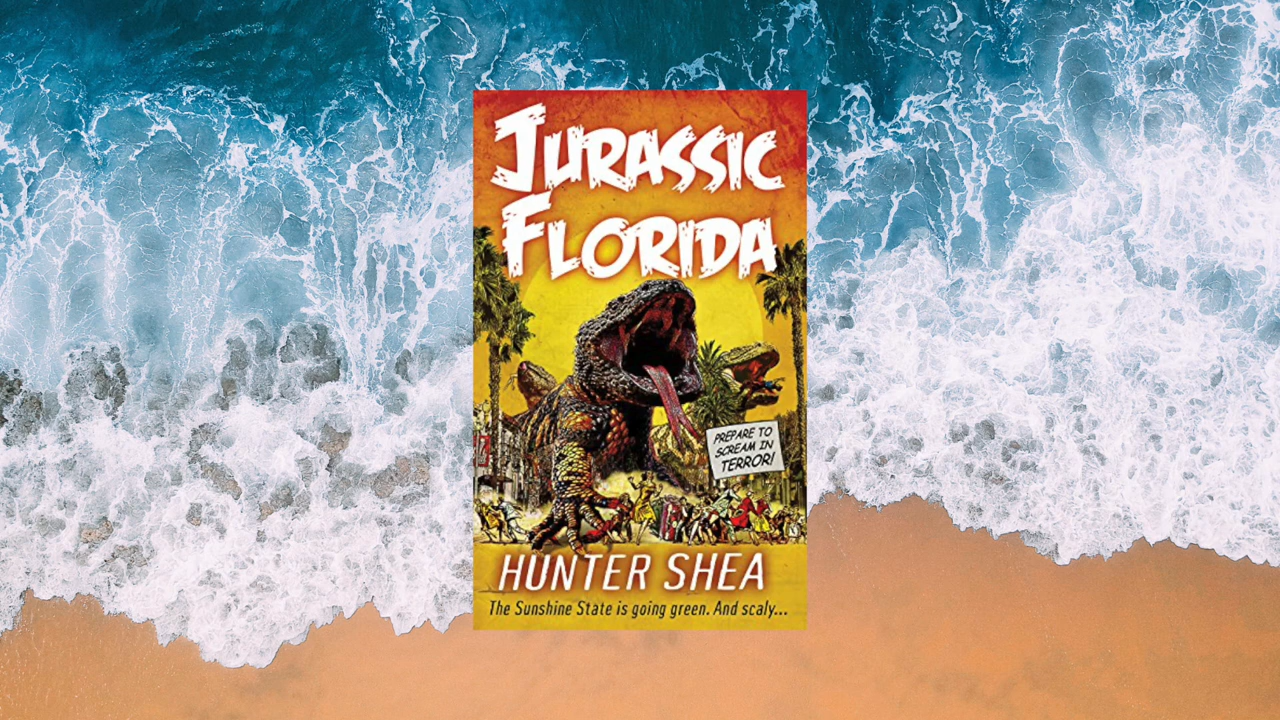 JURASSIC
FLORIDA
PREPARE TO
SCREAM IN
TERROR!
HUNTER SHEA
The Sunshine State is going green. And scaly...